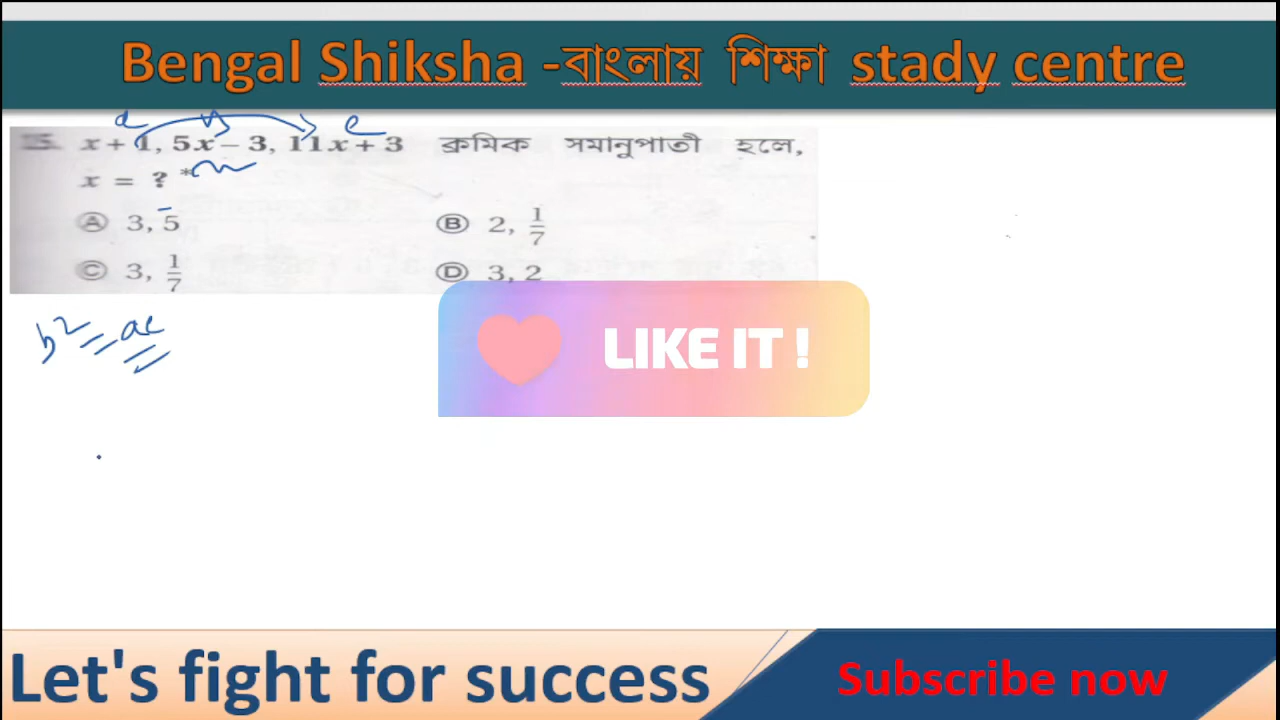 Bengal Shiksha -বাংলায় শিক্ষা stady centre
a b c
x + 1, 5x – 3, 11x + 3 ক্রমিক সমানুপাতী হলে,
x = ? *
Ⓐ 3, 5 Ⓑ 2, 1/7
Ⓒ 3, 1/7 Ⓓ 3, 2
b² = ac
LIKE IT !
Let's fight for success
Subscribe now